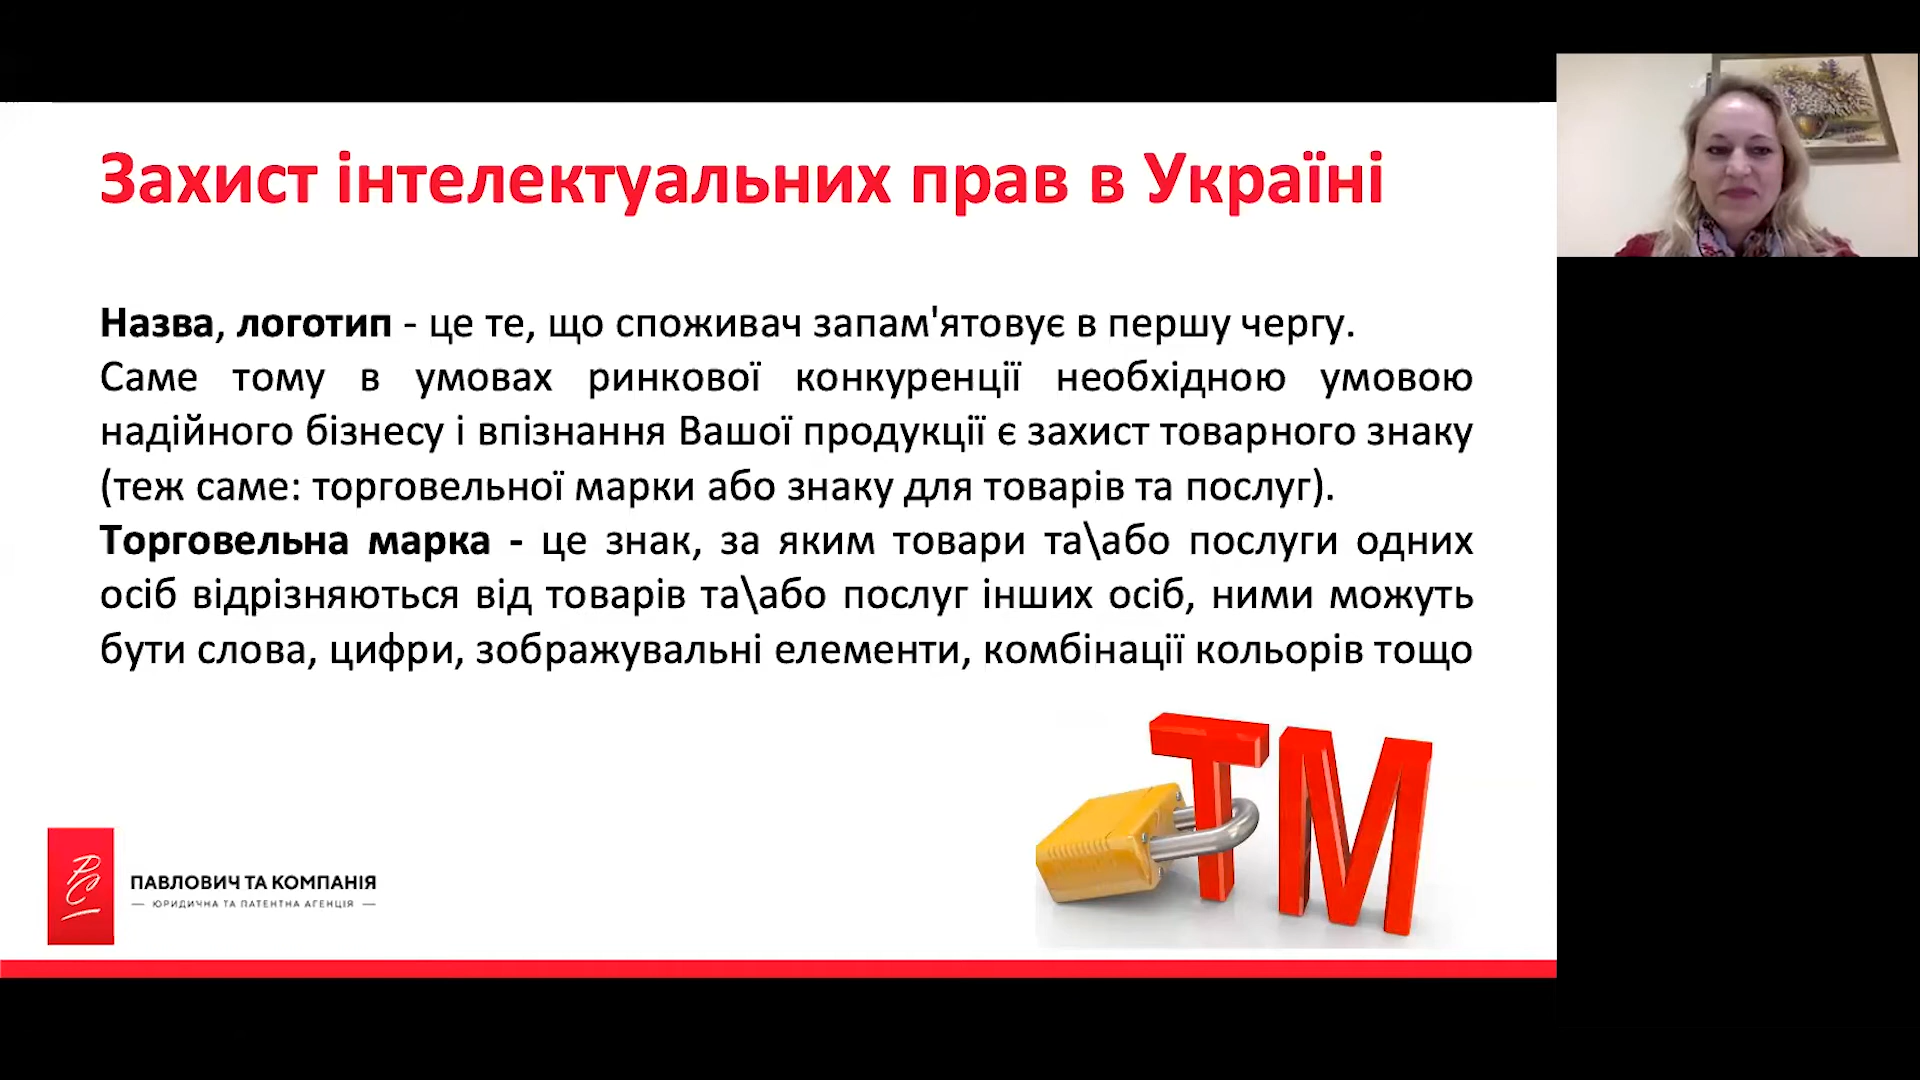 Захист інтелектуальних прав в Україні
Назва, логотип - це те, що споживач запам'ятовує в першу чергу.
Саме тому в умовах ринкової конкуренції необхідною умовою
надійного бізнесу і впізнання Вашої продукції є захист товарного знаку
(теж саме: торговельної марки або знаку для товарів та послуг).
Торговельна марка - це знак, за яким товари та\або послуги одних
осіб відрізняються від товарів та\або послуг інших осіб, ними можуть
бути слова, цифри, зображувальні елементи, комбінації кольорів тощо
TM
ПАВЛОВИЧ ТА КОМПАНІЯ
— ЮРИДИЧНА ТА ПАТЕНТНА АГЕНЦІЯ —